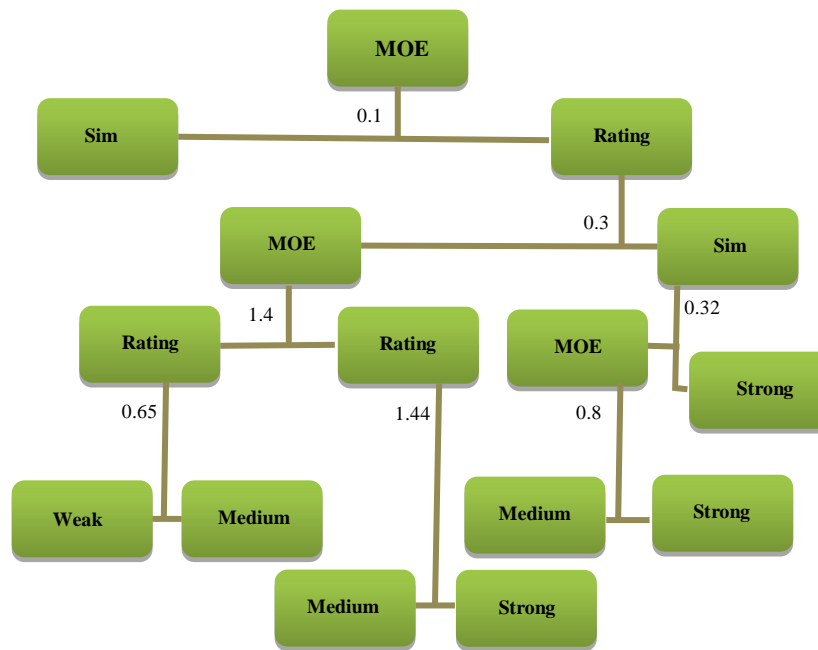 MOE
0.1
Sim
Rating
0.3
MOE
Sim
1.4
0.32
Rating
Rating
MOE
Strong
0.65
1.44
0.8
Weak
Medium
Medium
Strong
Medium
Strong